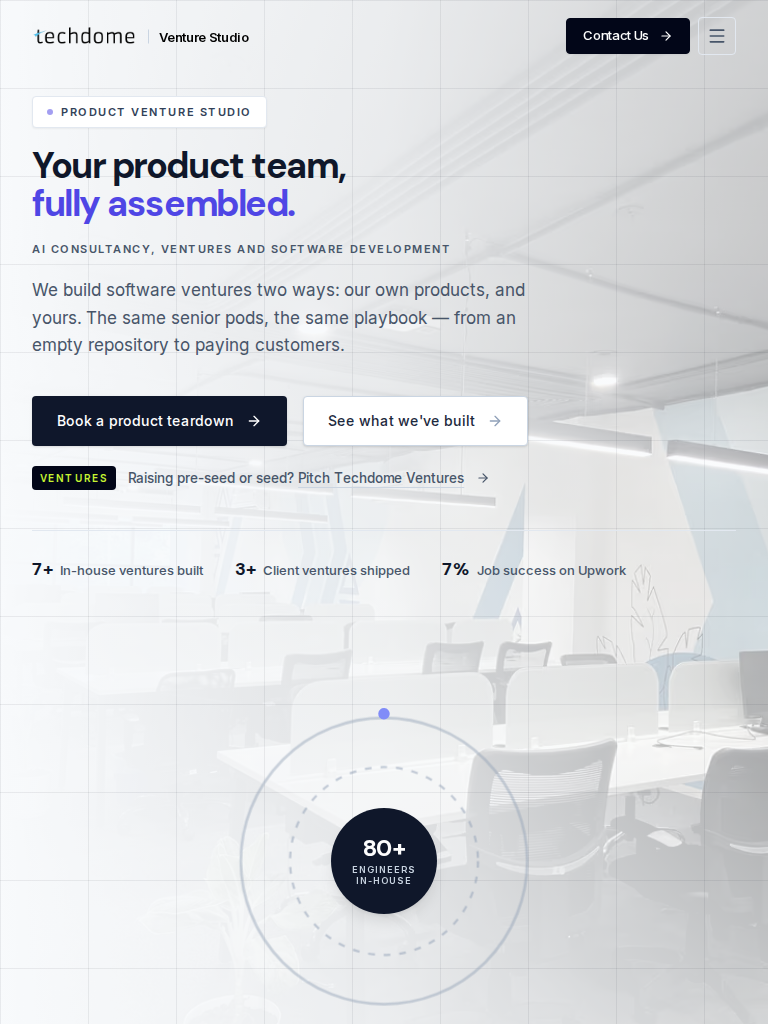 techdome
Venture Studio
Contact Us
PRODUCT VENTURE STUDIO
Your product team,
fully assembled.
AI CONSULTANCY, VENTURES AND SOFTWARE DEVELOPMENT
We build software ventures two ways: our own products, and
yours. The same senior pods, the same playbook — from an
empty repository to paying customers.
Book a product teardown
See what we've built
VENTURES
Raising pre-seed or seed? Pitch Techdome Ventures
7+ In-house ventures built
3+ Client ventures shipped
7% Job success on Upwork
80+
ENGINEERS
IN-HOUSE